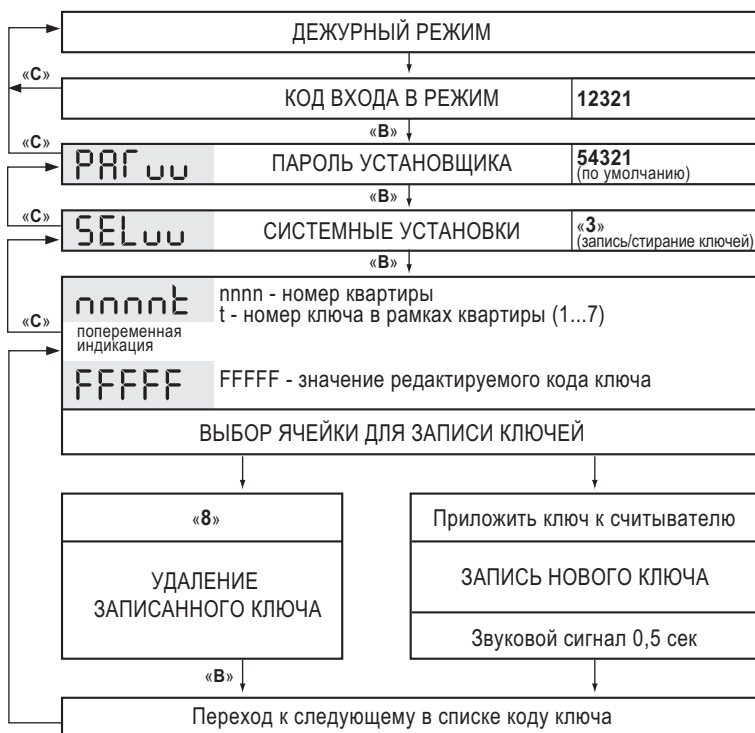 ДЕЖУРНЫЙ РЕЖИМ
«С»
КОД ВХОДА В РЕЖИМ 12321
«В»
«С»
PAГ ПАРОЛЬ УСТАНОВЩИКА 54321
(по умолчанию)
«В»
«С»
SEL СИСТЕМНЫЕ УСТАНОВКИ «3»
(запись/стирание ключей)
«В»
nnnnt nnnn - номер квартиры
t - номер ключа в рамках квартиры (1...7)
«С»
попеременная
индикация
FFFFF FFFFF - значение редактируемого кода ключа
ВЫБОР ЯЧЕЙКИ ДЛЯ ЗАПИСИ КЛЮЧЕЙ
«8»
УДАЛЕНИЕ
ЗАПИСАННОГО КЛЮЧА
«В»
Приложить ключ к считывателю
ЗАПИСЬ НОВОГО КЛЮЧА
Звуковой сигнал 0,5 сек
Переход к следующему в списке коду ключа